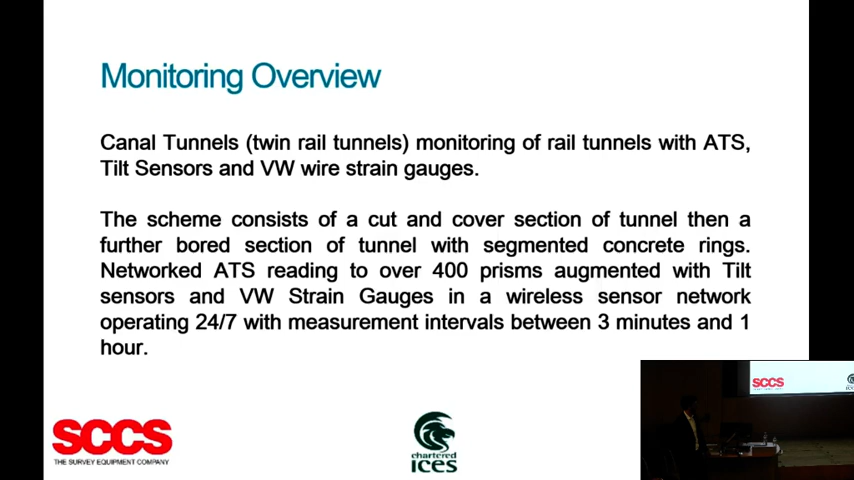 Monitoring Overview
Canal Tunnels (twin rail tunnels) monitoring of rail tunnels with ATS,
Tilt Sensors and VW wire strain gauges.
The scheme consists of a cut and cover section of tunnel then a
further bored section of tunnel with segmented concrete rings.
Networked ATS reading to over 400 prisms augmented with Tilt
sensors and VW Strain Gauges in a wireless sensor network
operating 24/7 with measurement intervals between 3 minutes and 1
hour.
SCCS
THE SURVEY EQUIPMENT COMPANY
chartered
ICES
SCCS